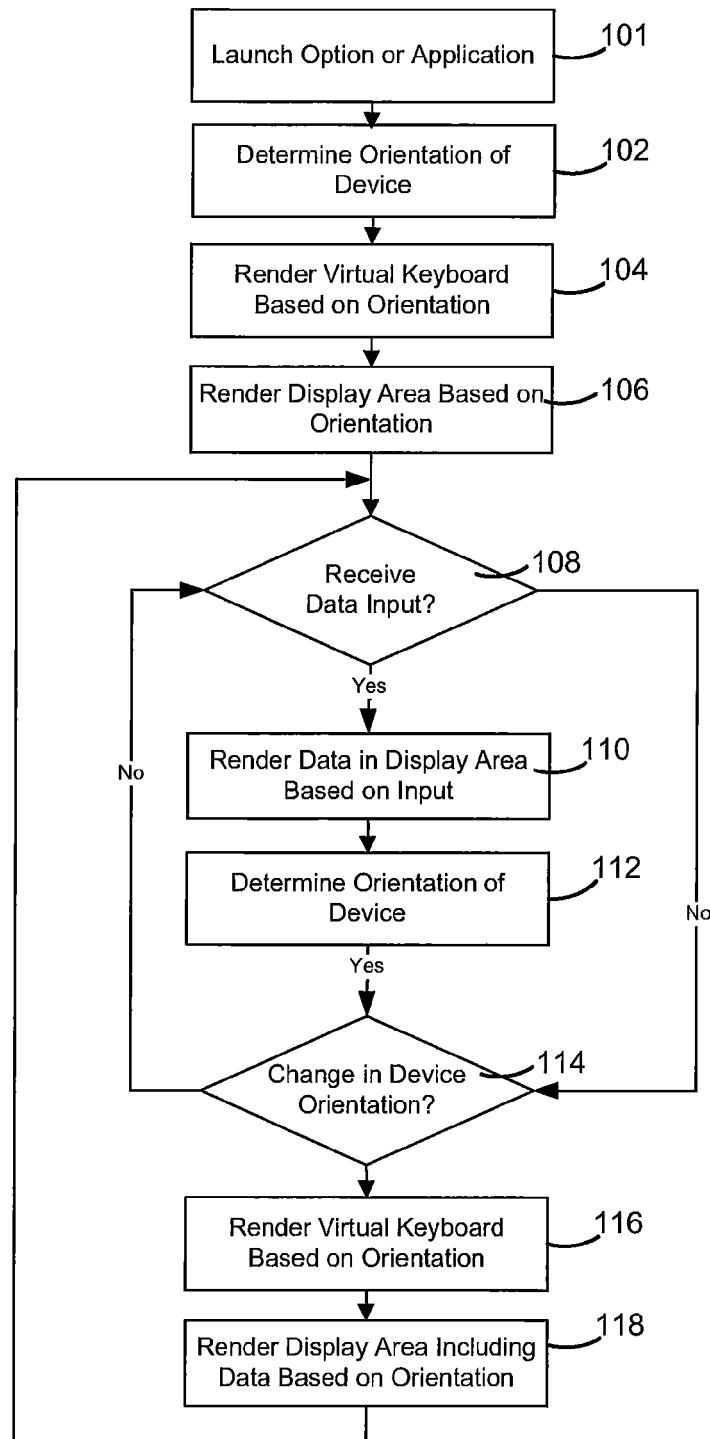 Launch Option or Application
101
Determine Orientation of
Device
102
Render Virtual Keyboard
Based on Orientation
104
Render Display Area Based on
Orientation
106
Receive
Data Input?
108
Yes
No
Render Data in Display Area
Based on Input
110
Determine Orientation of
Device
112
No
Yes
Change in Device
Orientation?
114
Render Virtual Keyboard
Based on Orientation
116
Render Display Area Including
Data Based on Orientation
118